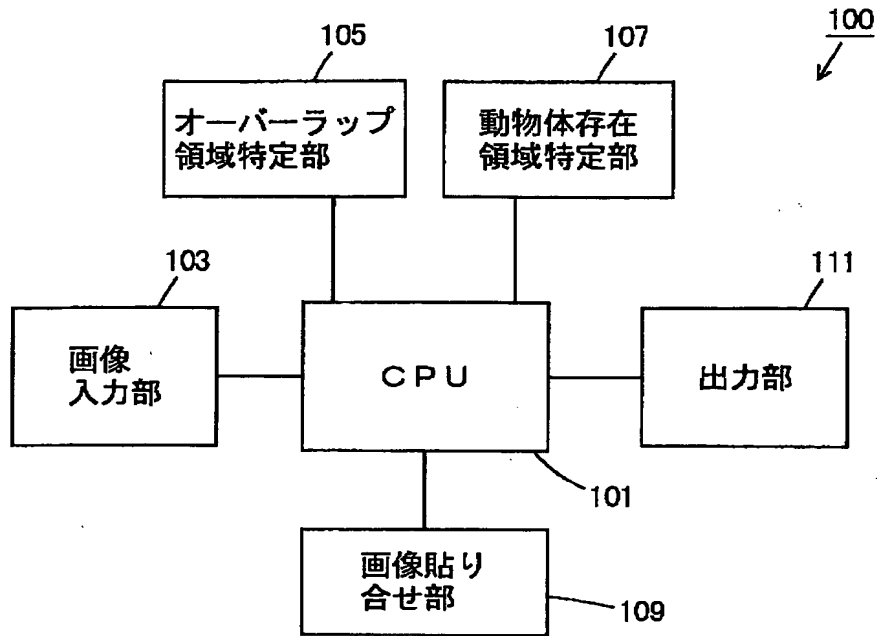 100
105
107
オーバーラップ
領域特定部
動物体存在
領域特定部
103
111
画像
入力部
ＣＰＵ
出力部
101
画像貼り
合せ部
109